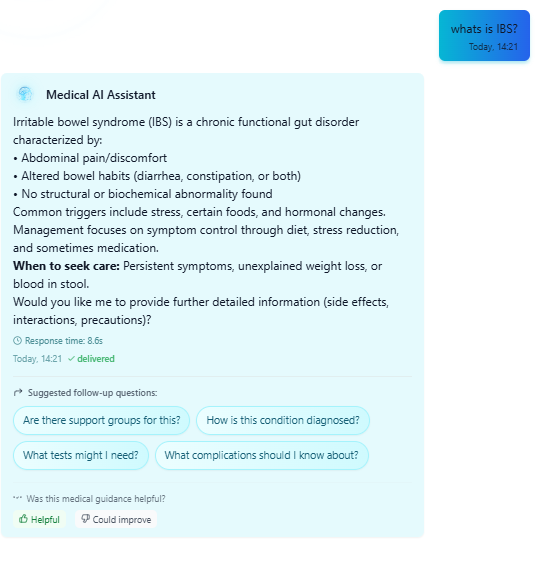 whats is IBS?
Today, 14:21
Medical AI Assistant
Irritable bowel syndrome (IBS) is a chronic functional gut disorder
characterized by:
• Abdominal pain/discomfort
• Altered bowel habits (diarrhea, constipation, or both)
• No structural or biochemical abnormality found
Common triggers include stress, certain foods, and hormonal changes.
Management focuses on symptom control through diet, stress reduction,
and sometimes medication.
When to seek care: Persistent symptoms, unexplained weight loss, or
blood in stool.
Would you like me to provide further detailed information (side effects,
interactions, precautions)?
Response time: 8.6s
Today, 14:21 ✓ delivered
Suggested follow-up questions:
Are there support groups for this? How is this condition diagnosed?
What tests might I need? What complications should I know about?
Was this medical guidance helpful?
Helpful Could improve